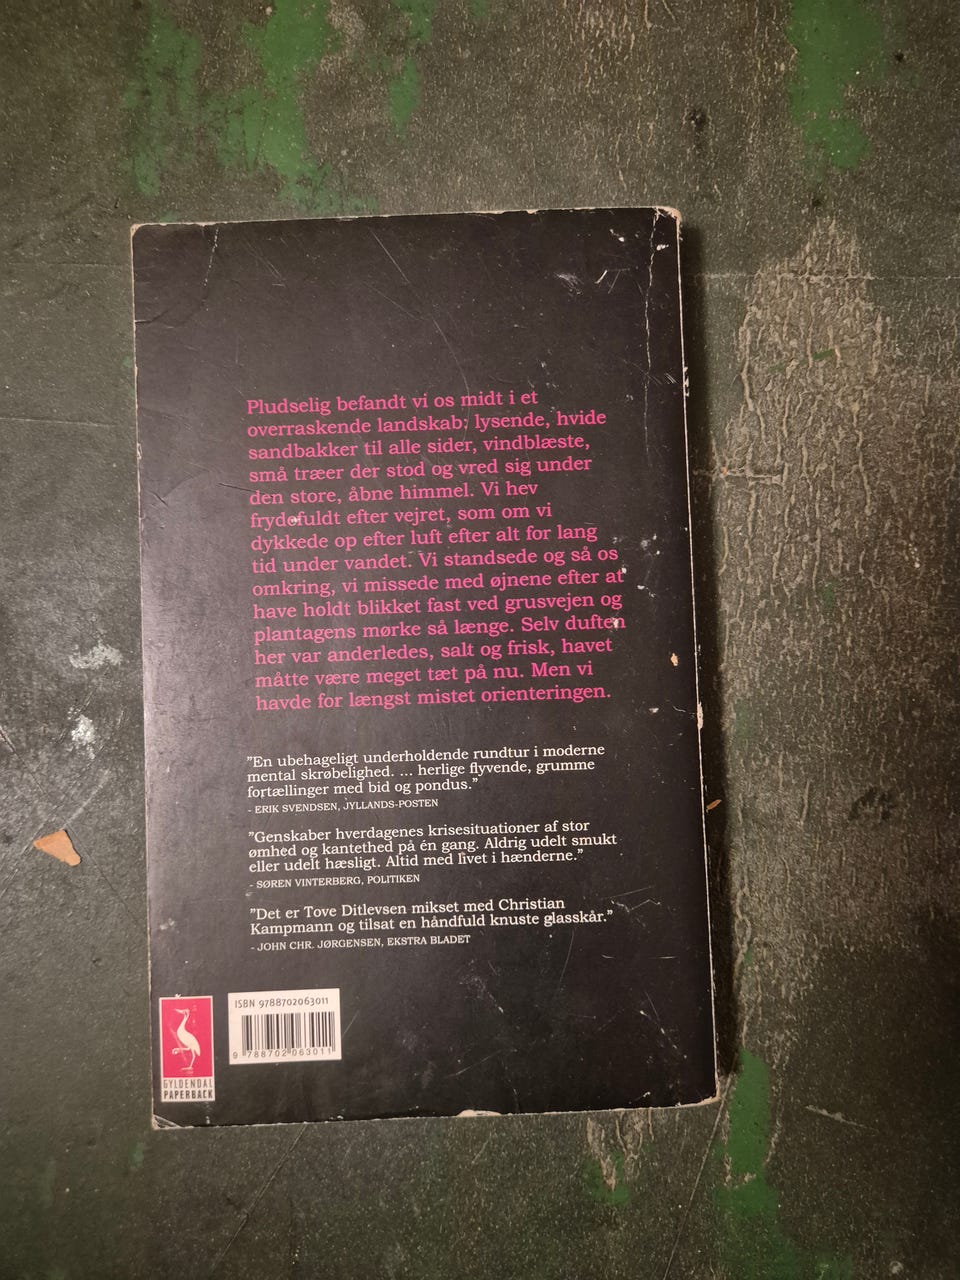 Pludselig befandt vi os midt i et
overraskende landskab; lysende, hvide
sandbakker til alle sider, vindblæste,
små træer der stod og vred sig under
den store, åbne himmel. Vi hev
frydefuldt efter vejret, som om vi
dykkede op efter luft efter alt for lang
tid under vandet. Vi standsede og så os
omkring, vi missede med øjnene efter at
have holdt blikket fast ved grusvejen og
plantagens mørke så længe. Selv duften
her var anderledes, salt og frisk, havet
måtte være meget tæt på nu. Men vi
havde for længst mistet orienteringen.
"En ubehageligt underholdende rundtur i moderne
mental skrøbelighed. ... herlige flyvende, grumme
fortællinger med bid og pondus."
- ERIK SVENDSEN, JYLLANDS-POSTEN
"Genskaber hverdagenes krisesituationer af stor
ømhed og kantethed på én gang. Aldrig udelt smukt
eller udelt hæsligt. Altid med livet i hænderne."
- SØREN VINTERBERG, POLITIKEN
"Det er Tove Ditlevsen mikset med Christian
Kampmann og tilsat en håndfuld knuste glasskår."
- JOHN CHR. JØRGENSEN, EKSTRA BLADET
ISBN 9788702063011
9 788702 063011
GYLDENDAL
PAPERBACK